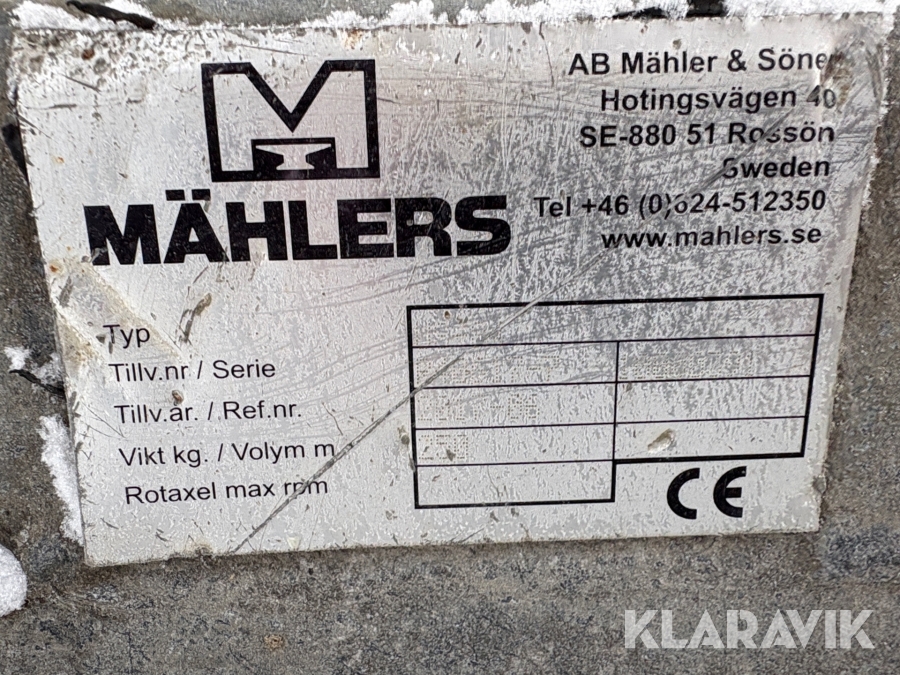 AB Mähler & Söner
Hotingsvägen 40
SE-880 51 Rossön
Sweden
Tel +46 (0)624-512350
www.mahlers.se
MÄHLERS
Typ
Tillv.nr / Serie
Tillv.år. / Ref.nr.
Vikt kg. / Volym m
Rotaxel max rpm
CE
KLARAVIK